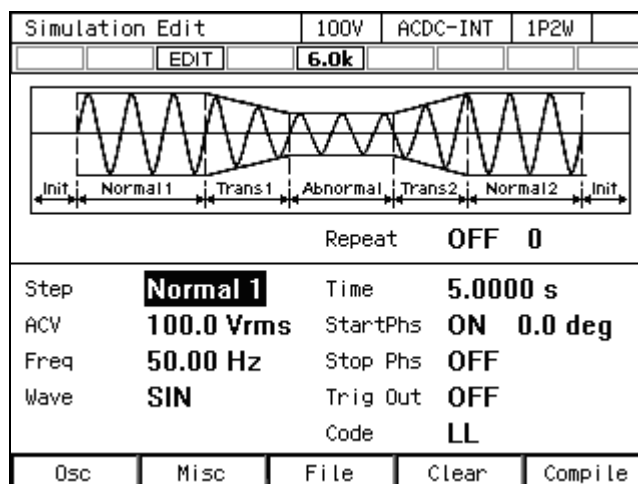 Simulation Edit 100V ACDC-INT 1P2W
EDIT 6.0k
Init Normal1 Trans1 Abnormal Trans2 Normal2 Init
Repeat OFF 0
Step Normal 1 Time 5.0000 s
ACV 100.0 Vrms StartPhs ON 0.0 deg
Freq 50.00 Hz Stop Phs OFF
Wave SIN Trig Out OFF
Code LL
Osc Misc File Clear Compile